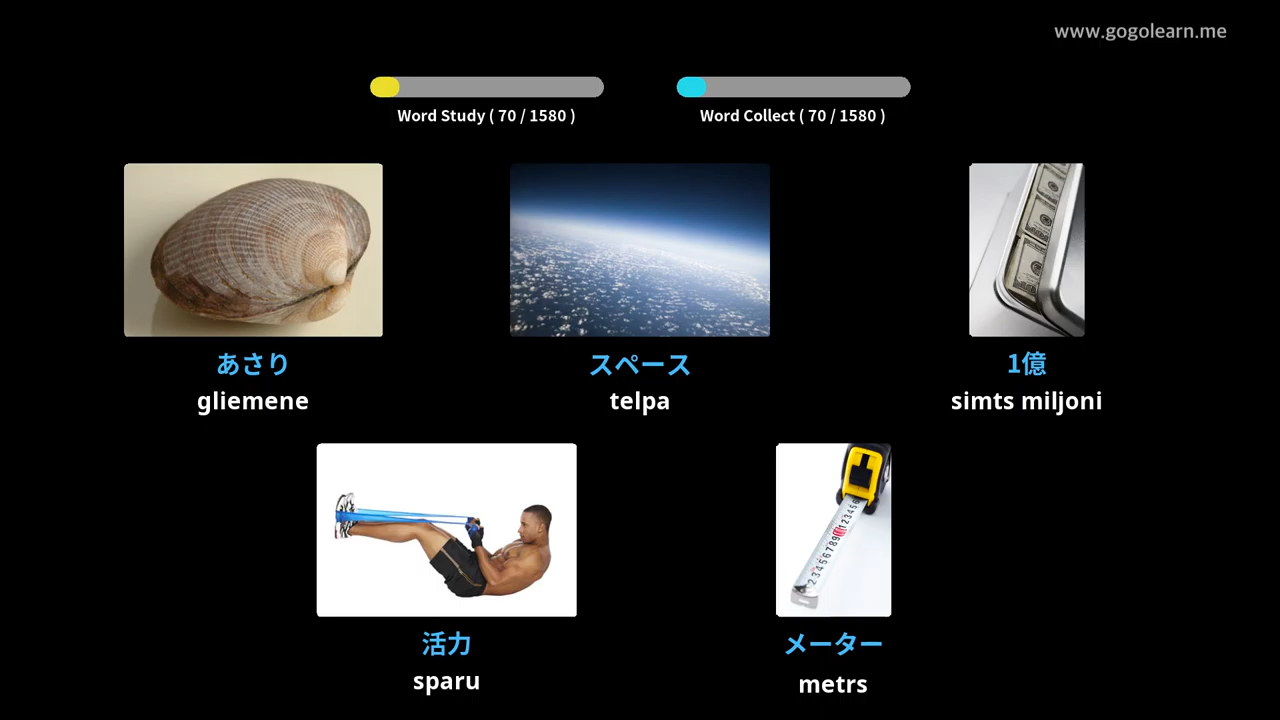 www.gogolearn.me
Word Study ( 70 / 1580 )
Word Collect ( 70 / 1580 )
あさり
gliemene
スペース
telpa
1億
simts miljoni
活力
sparu
メーター
metrs